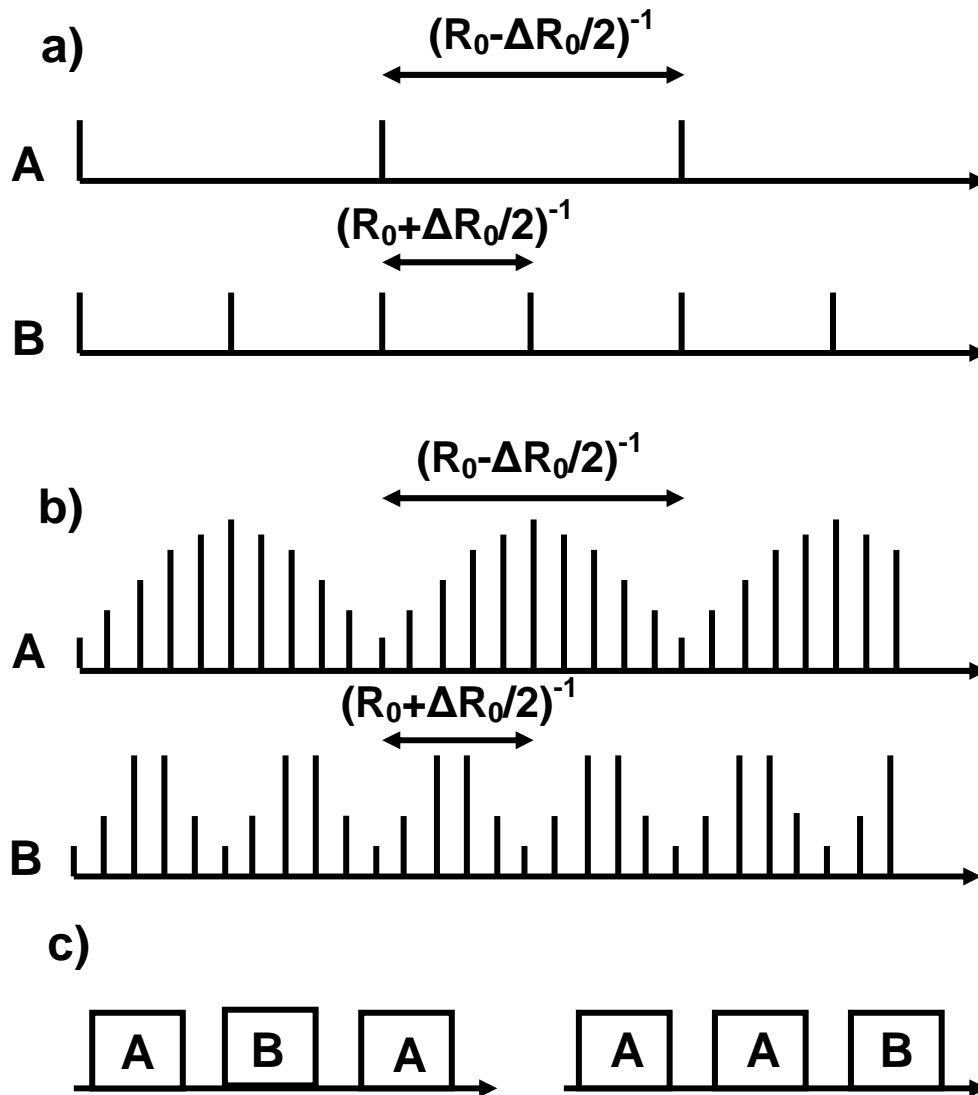 a)
(R₀-ΔR₀/2)⁻¹
A
(R₀+ΔR₀/2)⁻¹
B
b)
(R₀-ΔR₀/2)⁻¹
A
(R₀+ΔR₀/2)⁻¹
B
c)
A B A A A B